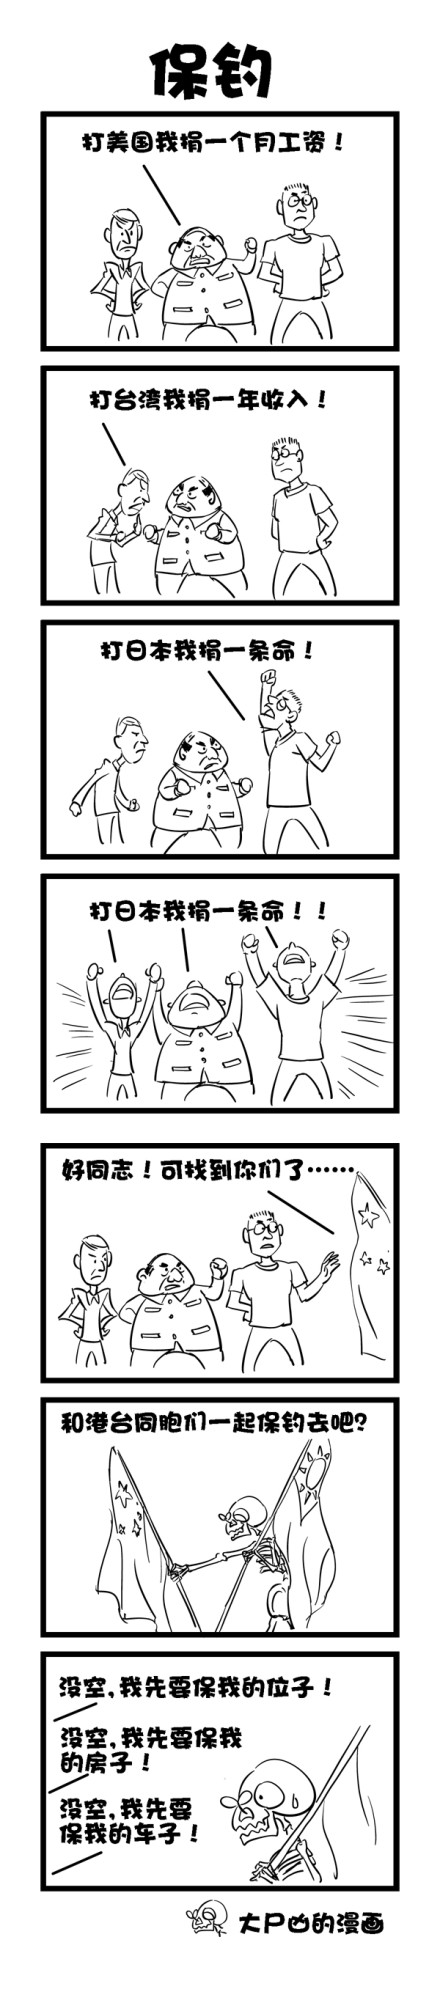 保钓
打美国我捐一个月工资！
打台湾我捐一年收入！
打日本我捐一条命！
打日本我捐一条命！！
好同志！可找到你们了……
和港台同胞们一起保钓去吧？
没空，我先要保我的位子！
没空，我先要保我
的房子！
没空，我先要
保我的车子！
大P凶的漫画